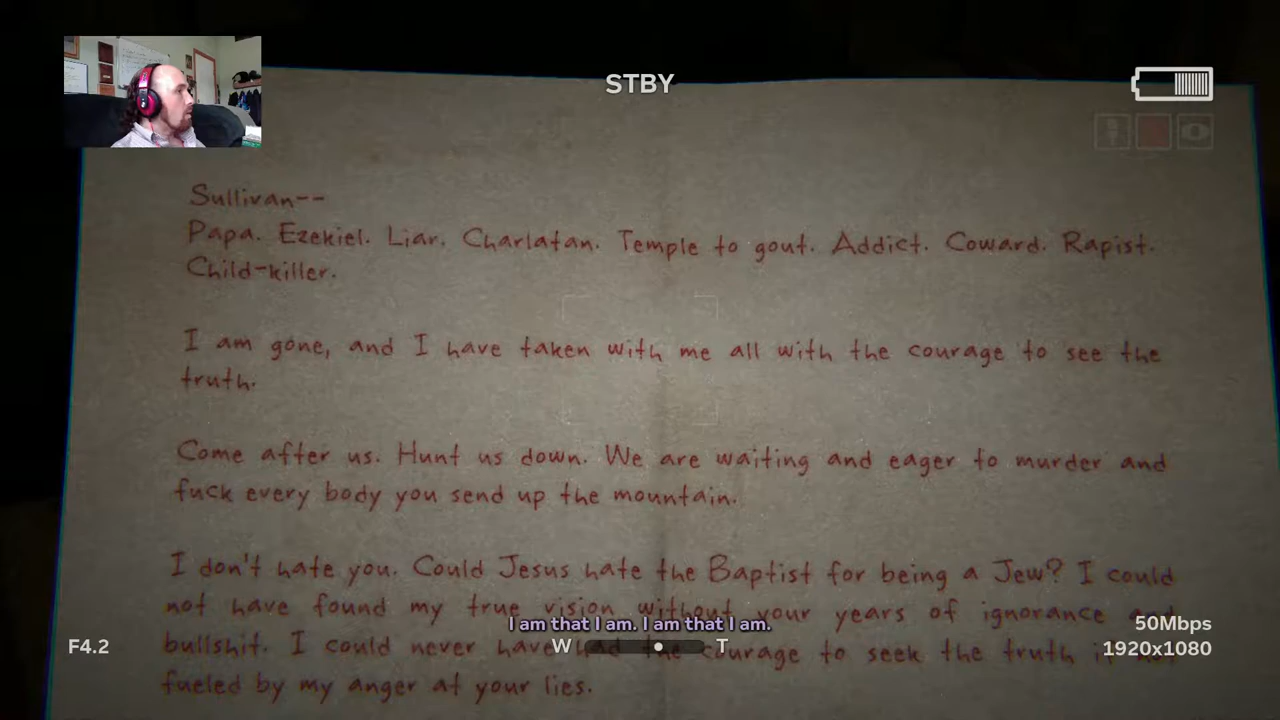 STBY
Sullivan--
Papa. Ezekiel. Liar. Charlatan. Temple to gout. Addict. Coward. Rapist.
Child-killer.
I am gone, and I have taken with me all with the courage to see the
truth.
Come after us. Hunt us down. We are waiting and eager to murder and
fuck every body you send up the mountain.
I don't hate you. Could Jesus hate the Baptist for being a Jew? I could
not have found my true vision without your years of ignorance and
I am that I am. I am that I am.
50Mbps
bullshit. I could never have had the courage to seek the truth if not
F4.2
W
T
1920x1080
fueled by my anger at your lies.